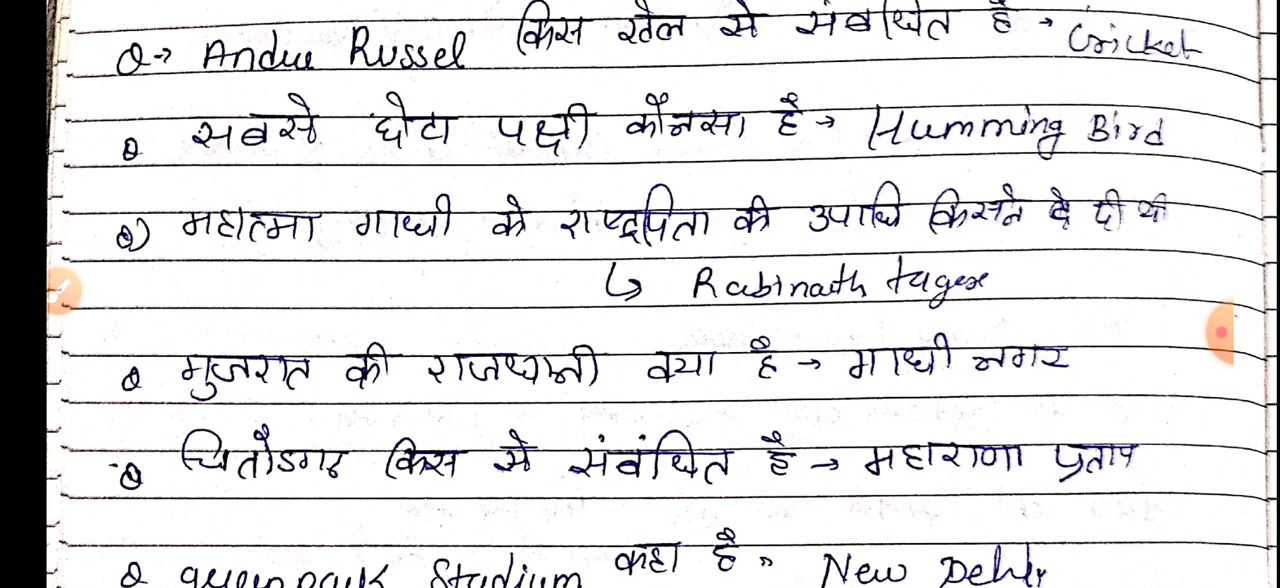 Q→ Andue Russel किस खेल से संबंधित है → Cricket
Q सबसे छोटा पक्षी कौनसा है → Humming Bird
Q) महात्मा गाधी को राष्ट्रपिता की उपाधि किसने दे दी थी
↳ Rabinath tagore
Q गुजरात की राजधानी क्या है → गाधी नगर
Q चितौडगढ किस से संबंधित है → महाराणा प्रताप
Q Stadium कहा है » New Dehli